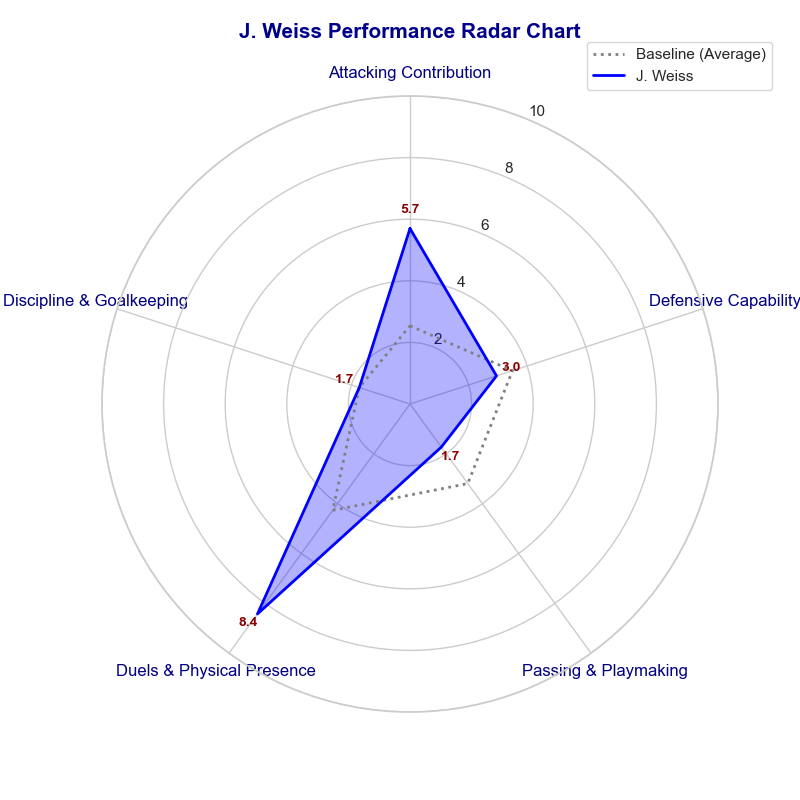 J. Weiss Performance Radar Chart
Baseline (Average)
J. Weiss
Attacking Contribution
10
8
6
4
2
5.7
Discipline & Goalkeeping
Defensive Capability
3.0
1.7
1.7
8.4
Duels & Physical Presence
Passing & Playmaking